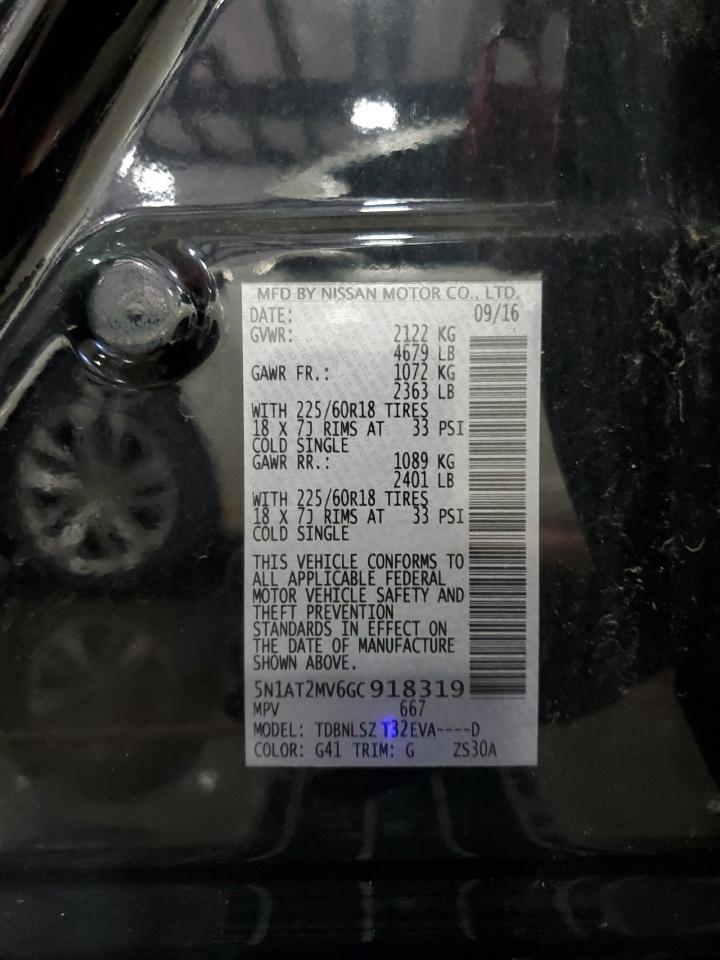 MFD BY NISSAN MOTOR CO., LTD.
DATE: 09/16
GVWR: 2122 KG
4679 LB
GAWR FR.: 1072 KG
2363 LB
WITH 225/60R18 TIRES
18 X 7J RIMS AT 33 PSI
COLD SINGLE
GAWR RR.: 1089 KG
2401 LB
WITH 225/60R18 TIRES
18 X 7J RIMS AT 33 PSI
COLD SINGLE
THIS VEHICLE CONFORMS TO
ALL APPLICABLE FEDERAL
MOTOR VEHICLE SAFETY AND
THEFT PREVENTION
STANDARDS IN EFFECT ON
THE DATE OF MANUFACTURE
SHOWN ABOVE.
5N1AT2MV6GC918319
MPV 667
MODEL: TDBNLSZ T32EVA----D
COLOR: G41 TRIM: G ZS30A